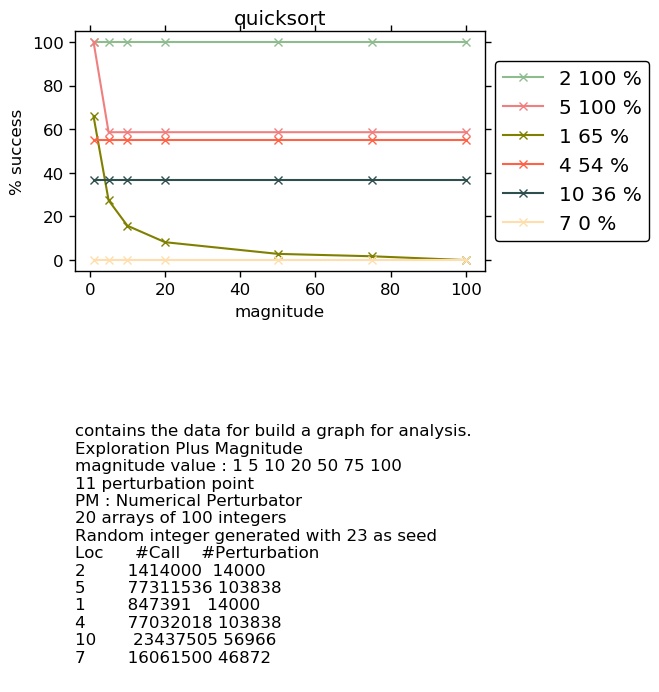 quicksort
100
80
60
40
20
0
% success
0 20 40 60 80 100
magnitude
2 100 %
5 100 %
1 65 %
4 54 %
10 36 %
7 0 %
contains the data for build a graph for analysis.
Exploration Plus Magnitude
magnitude value : 1 5 10 20 50 75 100
11 perturbation point
PM : Numerical Perturbator
20 arrays of 100 integers
Random integer generated with 23 as seed
Loc #Call #Perturbation
2 1414000 14000
5 77311536 103838
1 847391 14000
4 77032018 103838
10 23437505 56966
7 16061500 46872